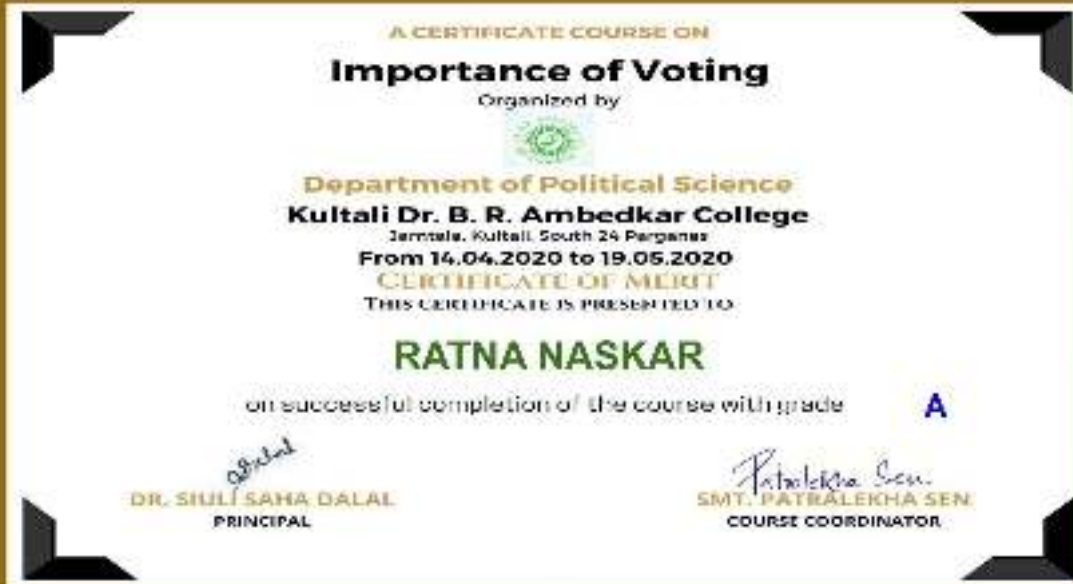 A CERTIFICATE COURSE ON
Importance of Voting
Organized by
Department of Political Science
Kultali Dr. B. R. Ambedkar College
Jamtala, Kultali, South 24 Parganas
From 14.04.2020 to 19.05.2020
CERTIFICATE OF MERIT
THIS CERTIFICATE IS PRESENTED TO
RATNA NASKAR
on successful completion of the course with grade A
Patralekha Sen.
DR. SIULI SAHA DALAL
SMT. PATRALEKHA SEN
PRINCIPAL
COURSE COORDINATOR